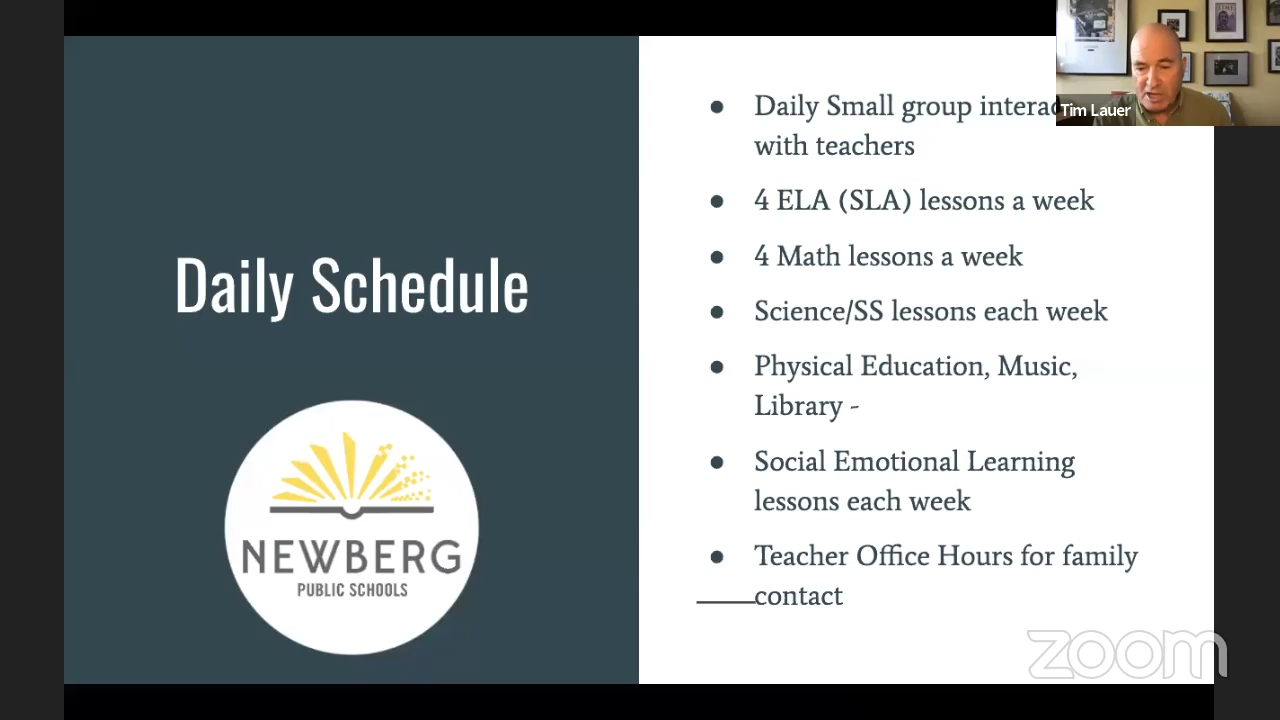 Daily Small group
with teachers
4 ELA (SLA) lessons a week
4 Math lessons a week
Science/SS lessons each week
Physical Education, Music,
Library -
Social Emotional Learning
lessons each week
Teacher Office Hours for family
contact
Daily Schedule
NEWBERG
PUBLIC SCHOOLS
Tim Lauer
zoom